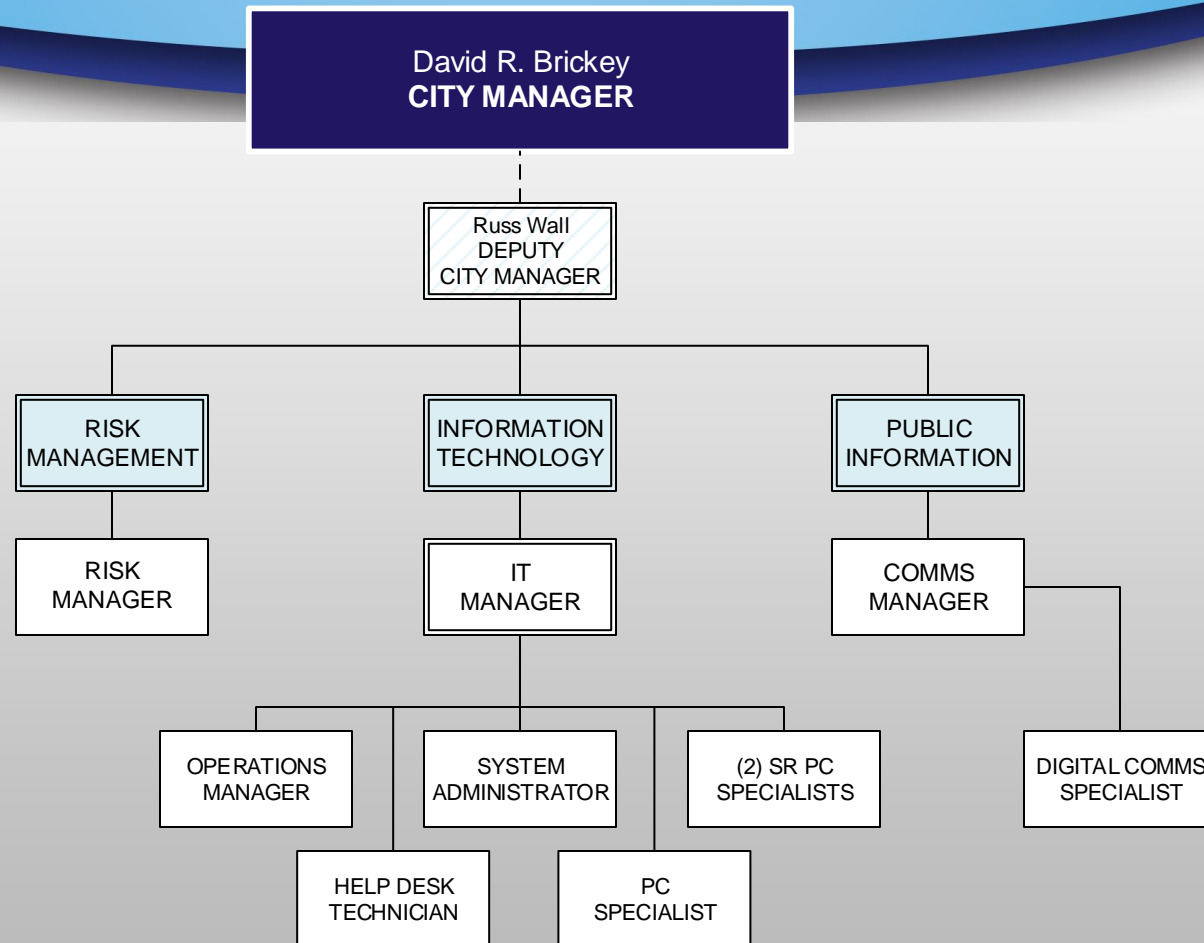 David R. Brickey
CITY MANAGER
Russ Wall
DEPUTY
CITY MANAGER
RISK
MANAGEMENT
INFORMATION
TECHNOLOGY
PUBLIC
INFORMATION
RISK
MANAGER
IT
MANAGER
COMMS
MANAGER
OPERATIONS
MANAGER
SYSTEM
ADMINISTRATOR
(2) SR PC
SPECIALISTS
DIGITAL COMMS
SPECIALIST
HELP DESK
TECHNICIAN
PC
SPECIALIST